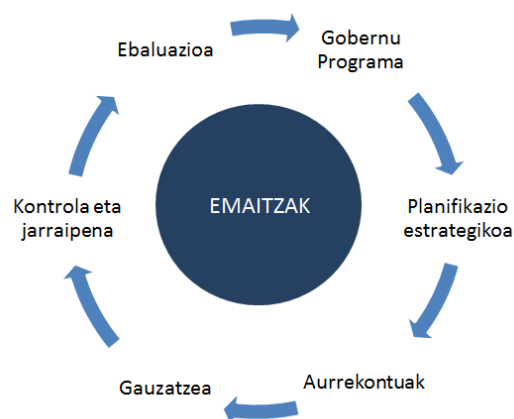 Ebaluazioa
Gobernu
Programa
Planifikazio
estrategikoa
Aurrekontuak
Gauzatzea
Kontrola eta
jarraipena
EMAITZAK